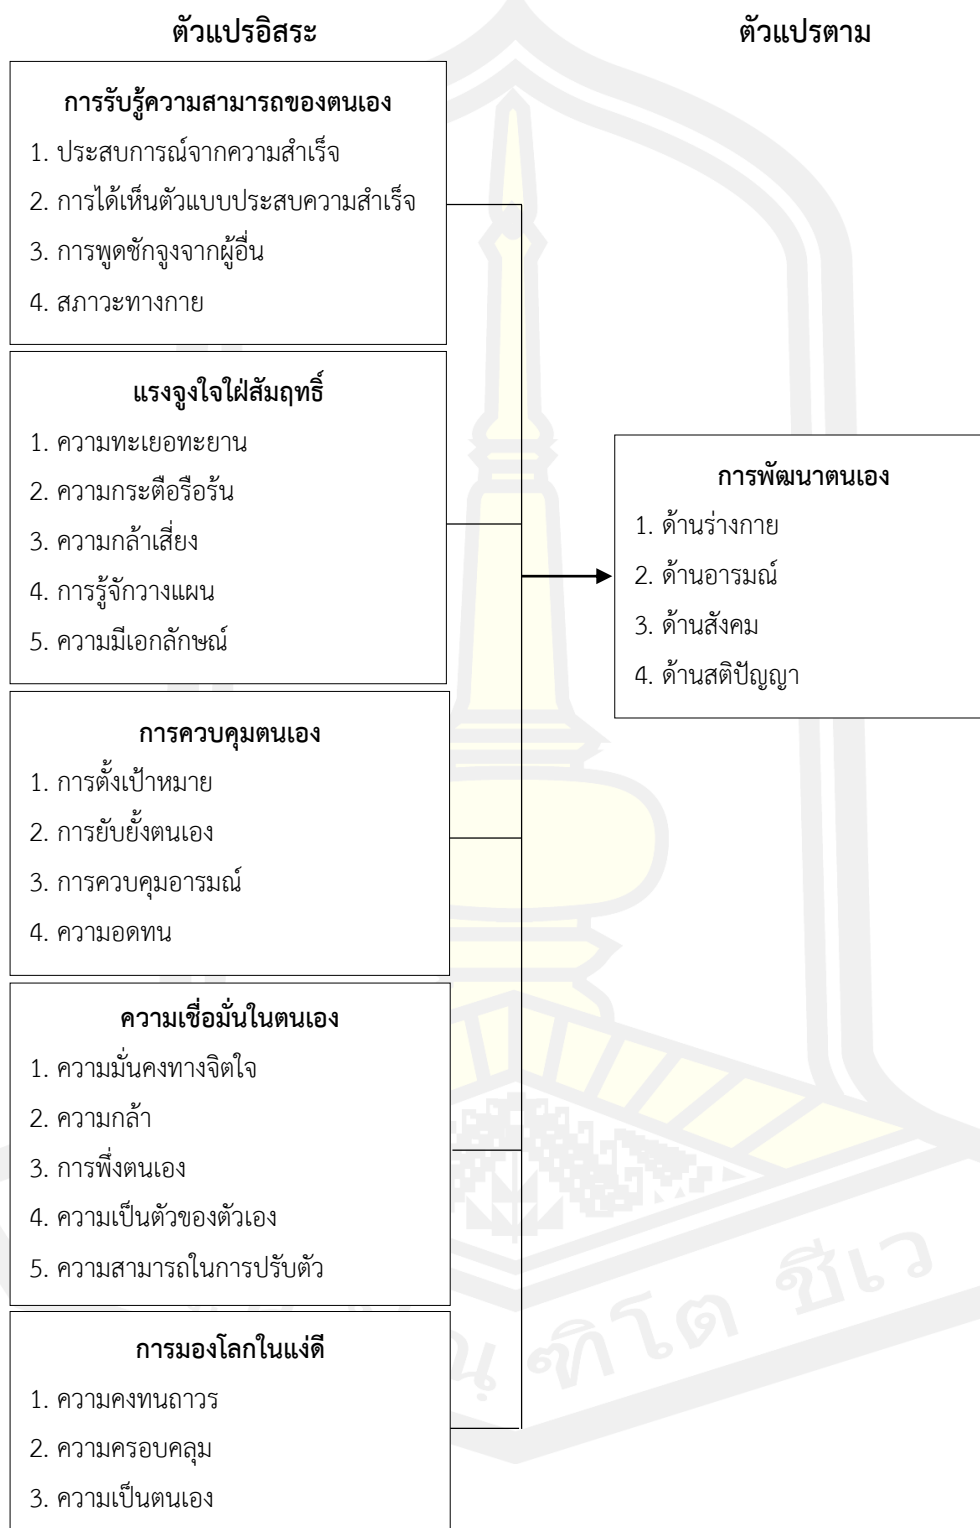 ตัวแปรอิสระ
ตัวแปรตาม
การรับรู้ความสามารถของตนเอง
1. ประสบการณ์จากความสำเร็จ
2. การได้เห็นตัวแบบประสบความสำเร็จ
3. การพูดชักจูงจากผู้อื่น
4. สภาวะทางกาย
แรงจูงใจใฝ่สัมฤทธิ์
1. ความทะเยอทะยาน
2. ความกระตือรือร้น
3. ความกล้าเสี่ยง
4. การรู้จักวางแผน
5. ความมีเอกลักษณ์
การควบคุมตนเอง
1. การตั้งเป้าหมาย
2. การยับยั้งตนเอง
3. การควบคุมอารมณ์
4. ความอดทน
ความเชื่อมั่นในตนเอง
1. ความมั่นคงทางจิตใจ
2. ความกล้า
3. การพึ่งตนเอง
4. ความเป็นตัวของตัวเอง
5. ความสามารถในการปรับตัว
การมองโลกในแง่ดี
1. ความคงทนถาวร
2. ความครอบคลุม
3. ความเป็นตนเอง
การพัฒนาตนเอง
1. ด้านร่างกาย
2. ด้านอารมณ์
3. ด้านสังคม
4. ด้านสติปัญญา
ฑิโต ชีเว